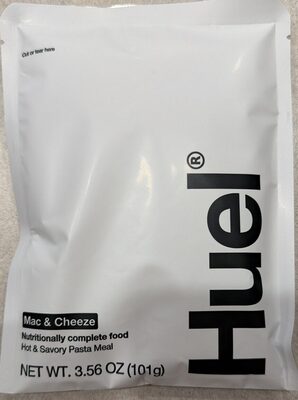 Cut or tear here
Huel®
Mac & Cheeze
Nutritionally complete food
Hot & Savory Pasta Meal
NET WT. 3.56 OZ (101g)